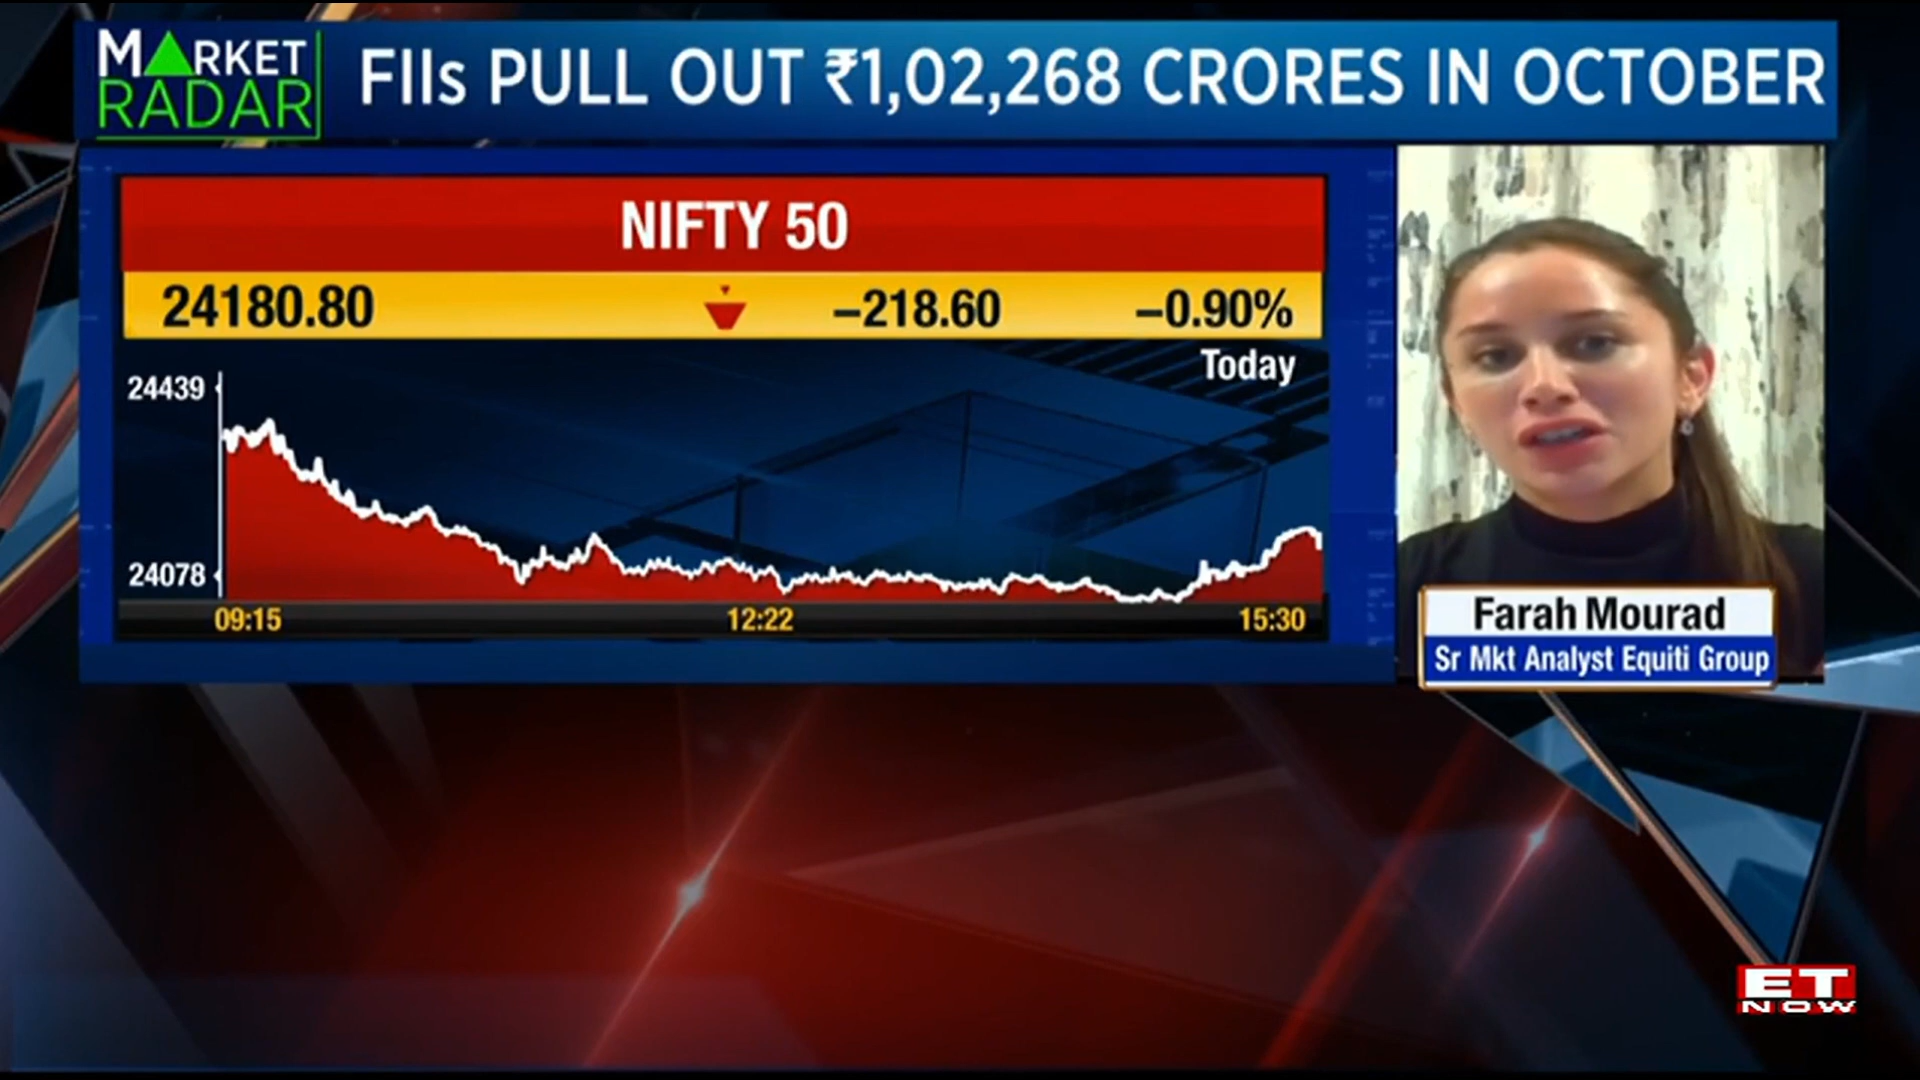 MARKET
RADAR
FIIs PULL OUT ₹1,02,268 CRORES IN OCTOBER
NIFTY 50
24180.80 –218.60 –0.90%
Today
24439
24078
09:15 12:22 15:30
Farah Mourad
Sr Mkt Analyst Equiti Group
ET
NOW